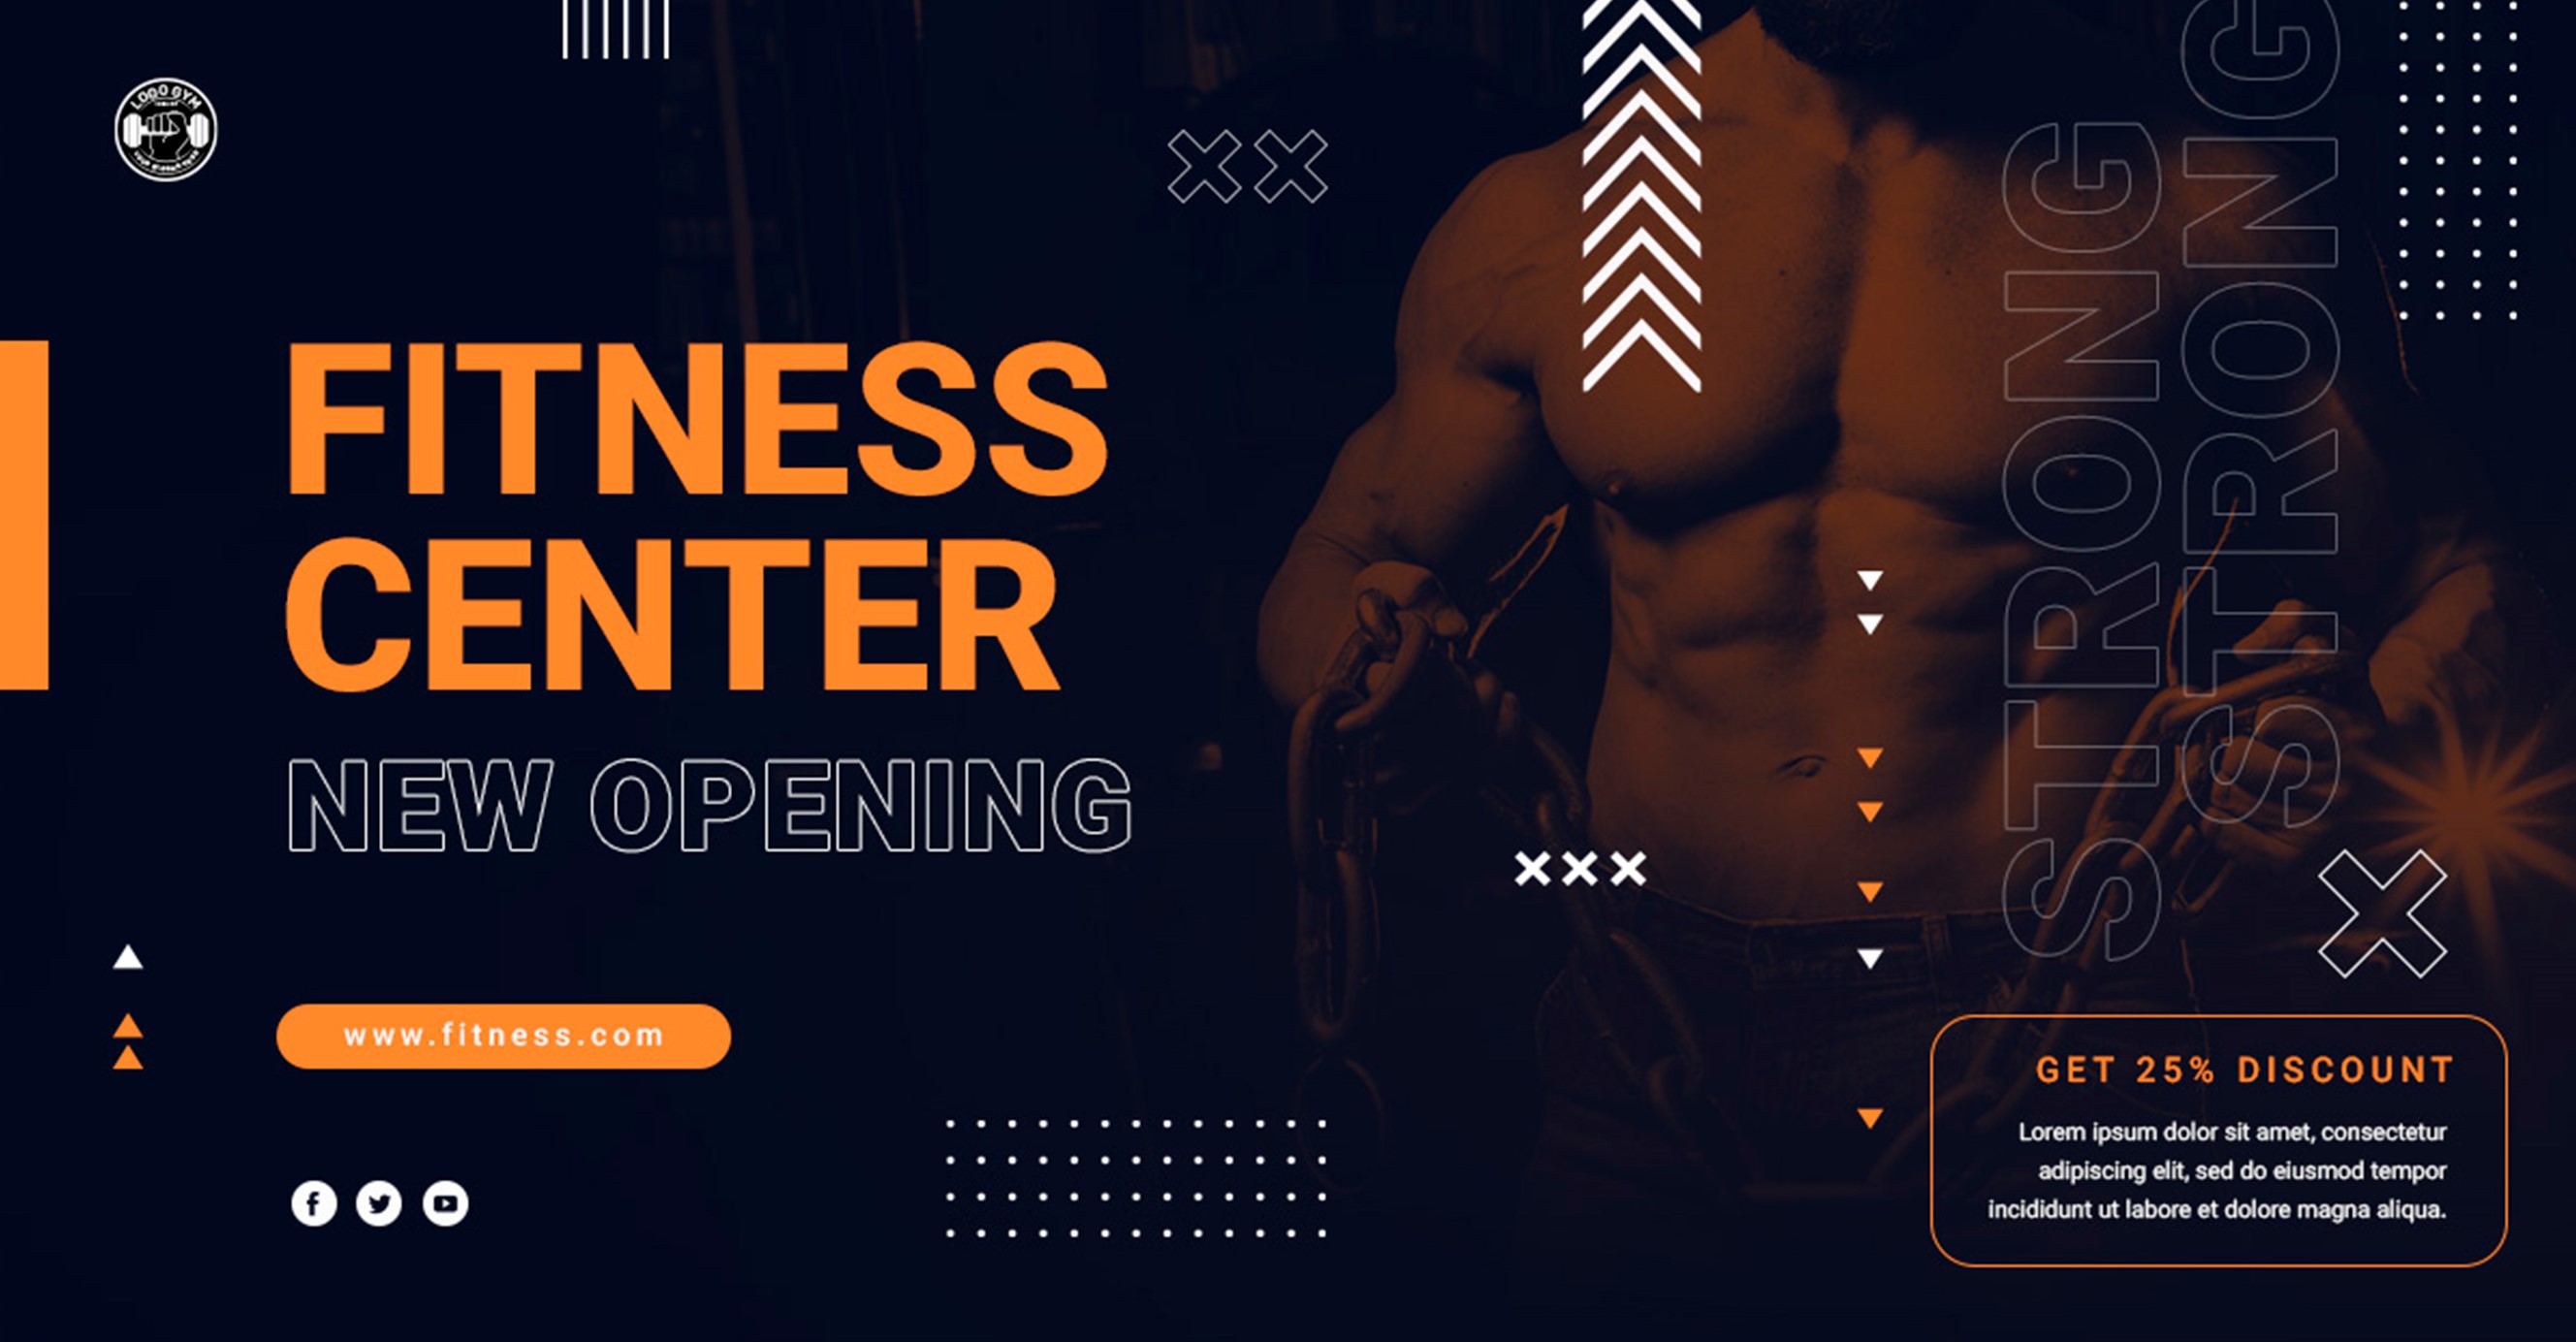 LOGO GYM
FITNESS
CENTER
NEW OPENING
www.fitness.com
STRONG
STRONG
GET 25% DISCOUNT
Lorem ipsum dolor sit amet, consectetur
adipiscing elit, sed do eiusmod tempor
incididunt ut labore et dolore magna aliqua.